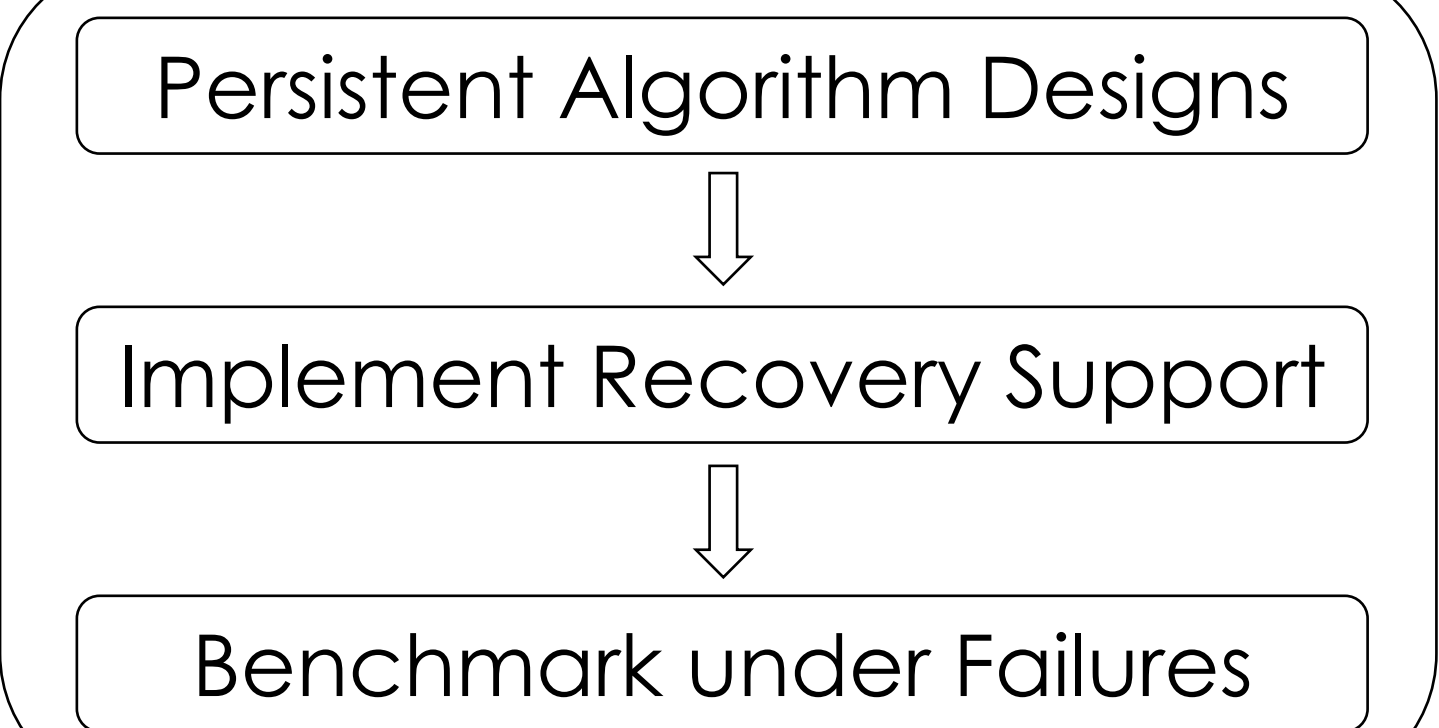 Persistent Algorithm Designs
Implement Recovery Support
Benchmark under Failures